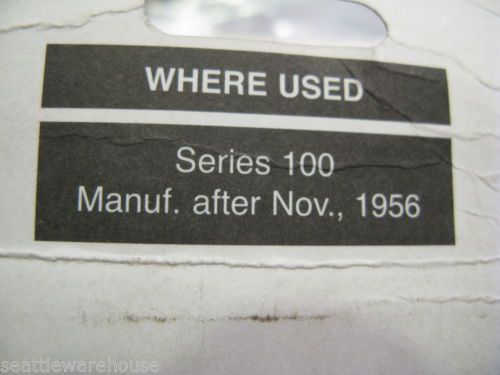 WHERE USED
Series 100
Manuf. after Nov., 1956
seattlewarehouse